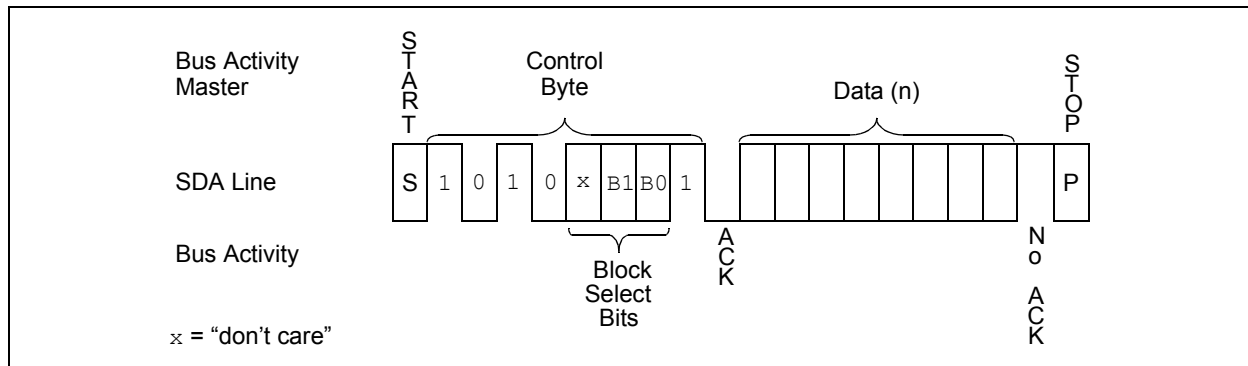 Bus Activity
Master
START
Control
Byte
Data (n)
STOP
SDA Line
S 1 0 1 0 x B1 B0 1 P
Bus Activity
Block
Select
Bits
ACK
No ACK
x = “don’t care”